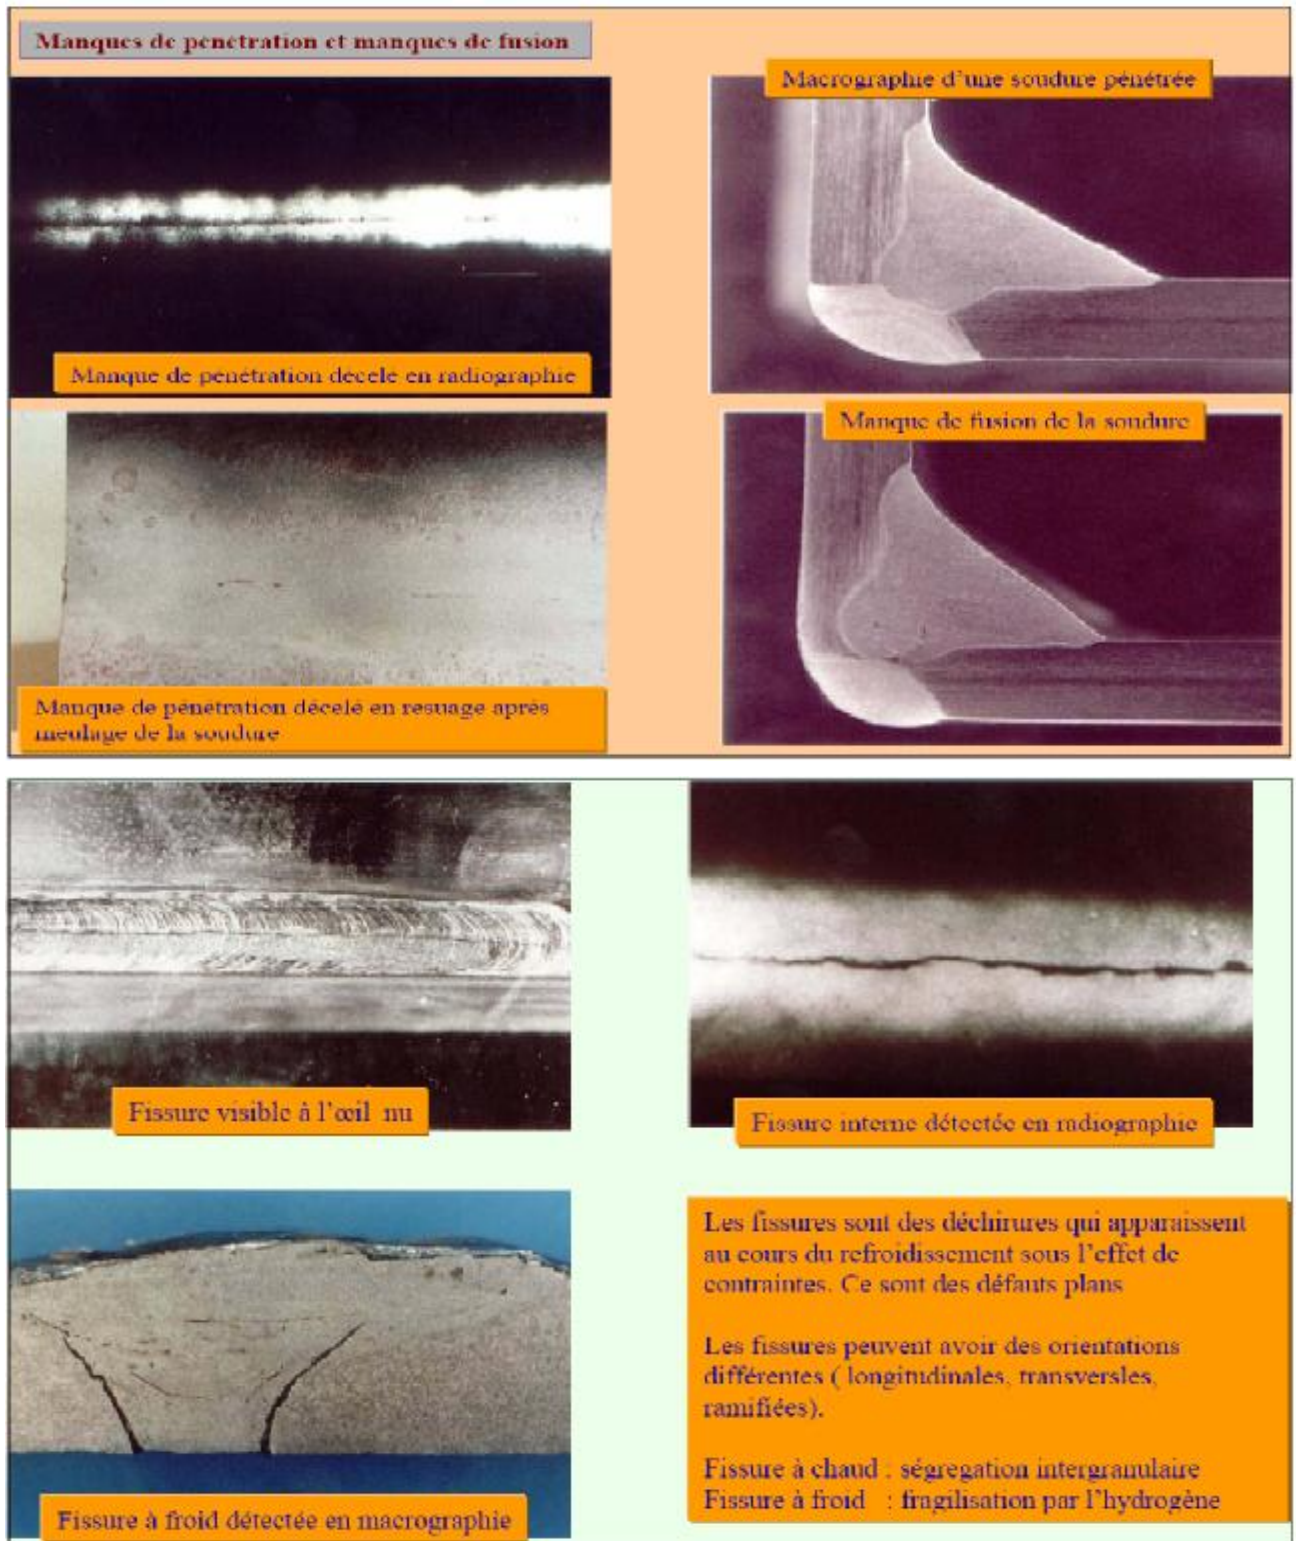 Manques de pénétration et manques de fusion
Macrographie d'une soudure pénétrée
Manque de pénétration décelé en radiographie
Manque de fusion de la soudure
Manque de pénétration décelé en resuage après
meulage de la soudure
Fissure visible à l'œil nu
Fissure interne détectée en radiographie
Les fissures sont des déchirures qui apparaissent
au cours du refroidissement sous l'effet de
contraintes. Ce sont des défauts plans
Les fissures peuvent avoir des orientations
différentes ( longitudinales, transversles,
ramifiées).
Fissure à chaud : ségregation intergranulaire
Fissure à froid : fragilisation par l'hydrogène
Fissure à froid détectée en macrographie